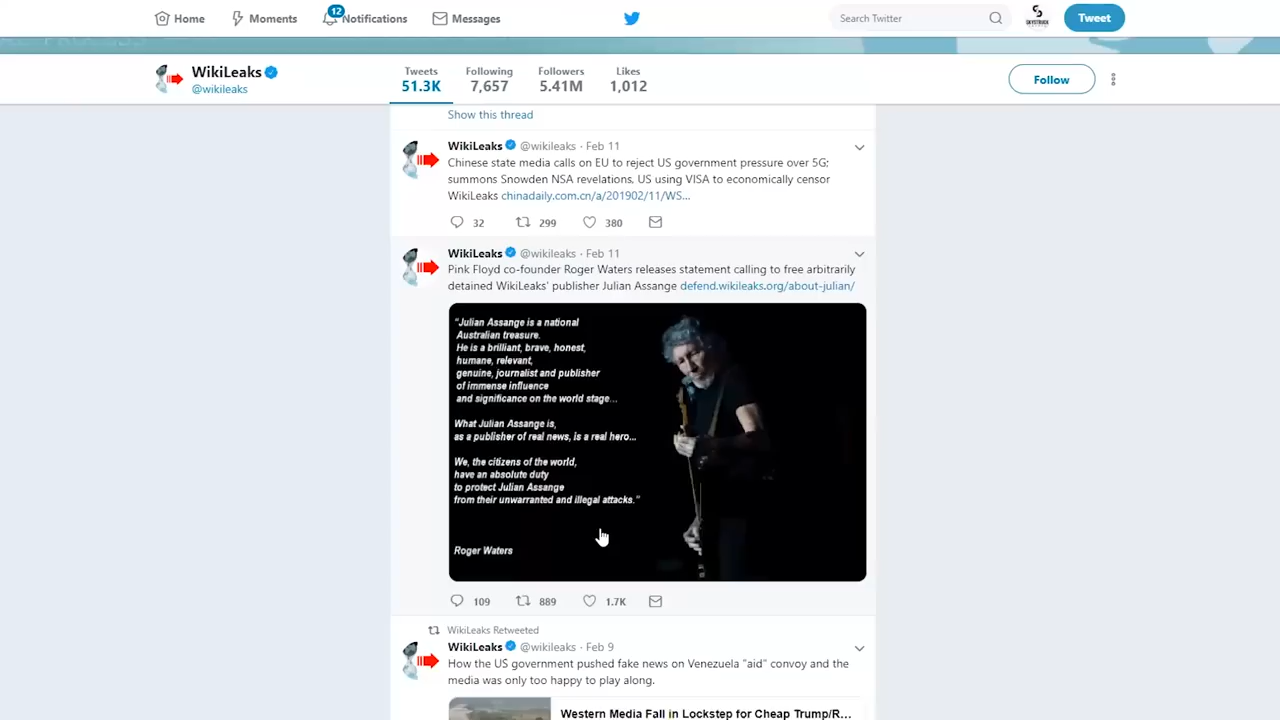 Home
Moments
12
Notifications
Messages
Search Twitter
Tweet
WikiLeaks
@wikileaks
Tweets
51.3K
Following
7,657
Followers
5.41M
Likes
1,012
Follow
Show this thread
WikiLeaks @wikileaks · Feb 11
Chinese state media calls on EU to reject US government pressure over 5G;
summons Snowden NSA revelations, US using VISA to economically censor
WikiLeaks chinadaily.com.cn/a/201902/11/WS...
32 299 380
WikiLeaks @wikileaks · Feb 11
Pink Floyd co-founder Roger Waters releases statement calling to free arbitrarily
detained WikiLeaks' publisher Julian Assange defend.wikileaks.org/about-julian/
"Julian Assange is a national
Australian treasure.
He is a brilliant, brave, honest,
humane, relevant,
genuine, journalist and publisher
of immense influence
and significance on the world stage...
What Julian Assange is,
as a publisher of real news, is a real hero...
We, the citizens of the world,
have an absolute duty
to protect Julian Assange
from their unwarranted and illegal attacks."
Roger Waters
109 889 1.7K
WikiLeaks Retweeted
WikiLeaks @wikileaks · Feb 9
How the US government pushed fake news on Venezuela "aid" convoy and the
media was only too happy to play along.
Western Media Fall in Lockstep for Cheap Trump/R...